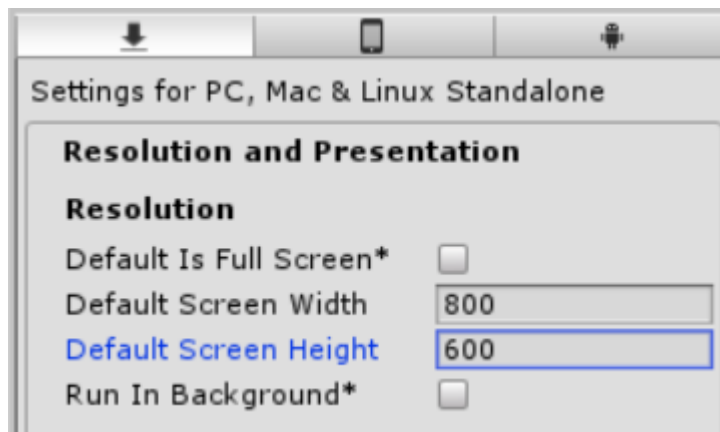 Settings for PC, Mac & Linux Standalone
Resolution and Presentation
Resolution
Default Is Full Screen*
Default Screen Width 800
Default Screen Height 600
Run In Background*